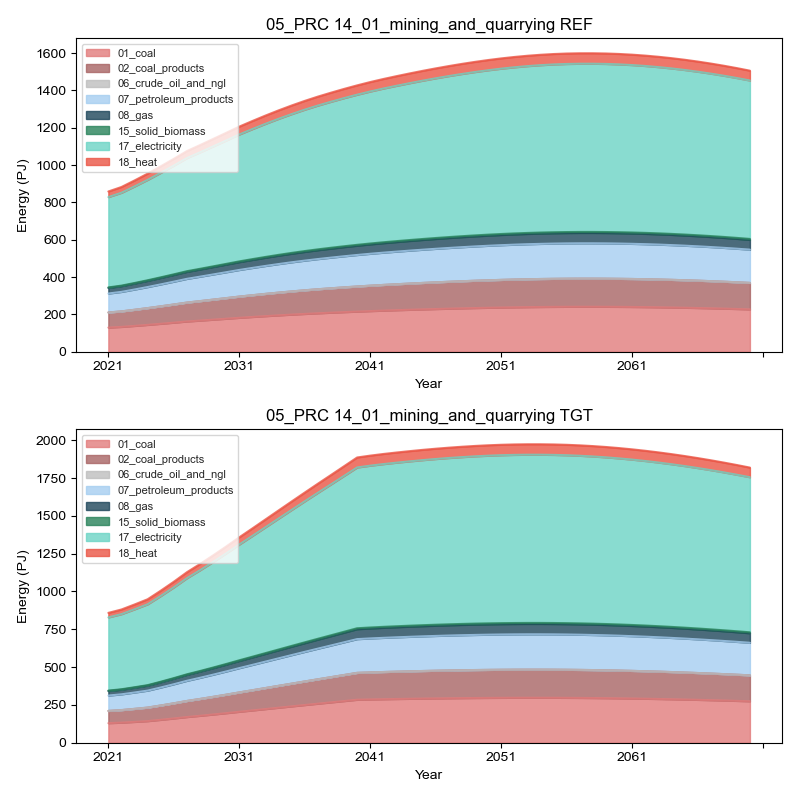 05_PRC 14_01_mining_and_quarrying REF
1600
1400
1200
1000
800
600
400
200
0
Energy (PJ)
01_coal
02_coal_products
06_crude_oil_and_ngl
07_petroleum_products
08_gas
15_solid_biomass
17_electricity
18_heat
2021 2031 2041 2051 2061
Year
05_PRC 14_01_mining_and_quarrying TGT
2000
1750
1500
1250
1000
750
500
250
0
Energy (PJ)
01_coal
02_coal_products
06_crude_oil_and_ngl
07_petroleum_products
08_gas
15_solid_biomass
17_electricity
18_heat
2021 2031 2041 2051 2061
Year